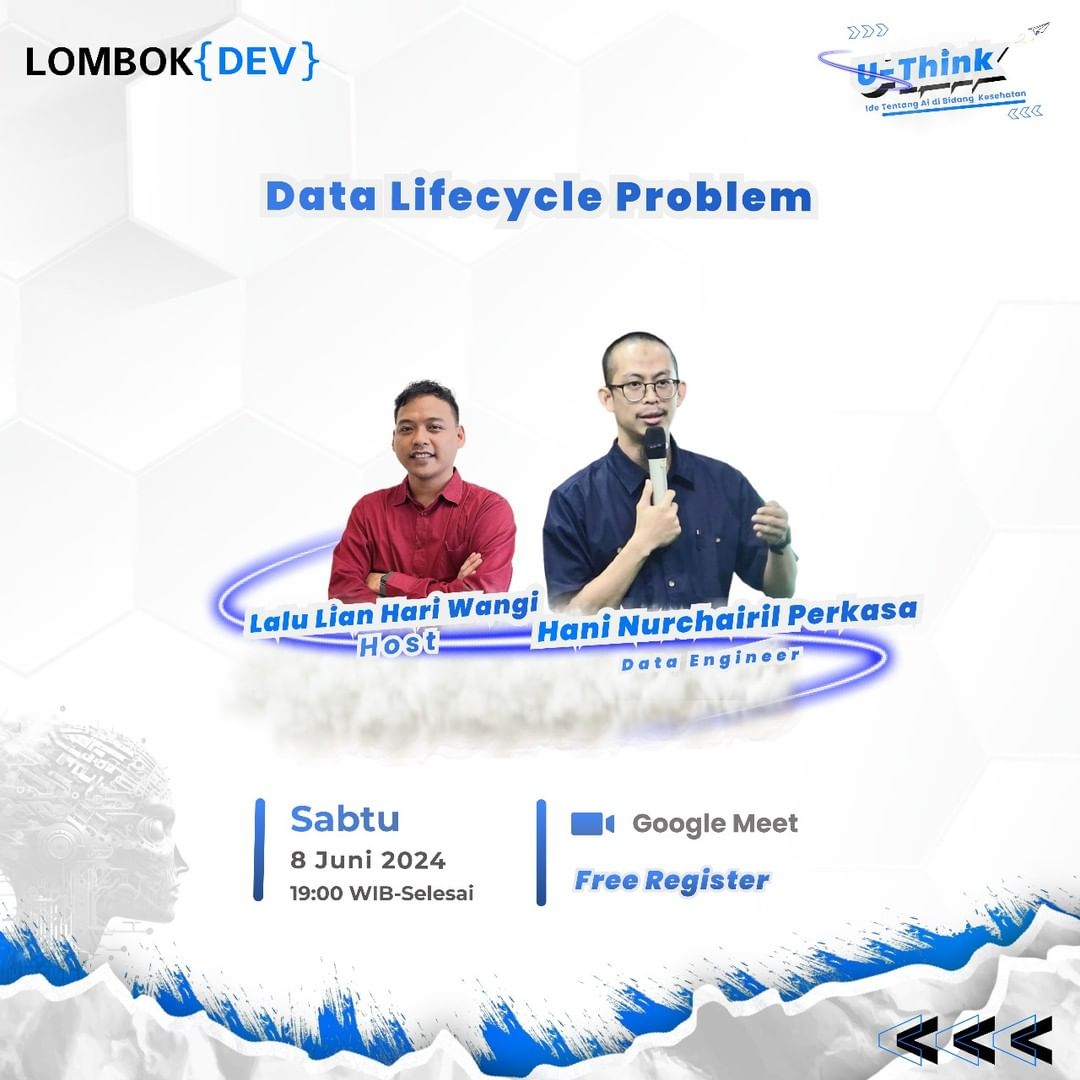 LOMBOK{DEV}
U-Think
Ide Tentang Ai di Bidang Kesehatan
Data Lifecycle Problem
Lalu Lian Hari Wangi
Host
Hani Nurchairil Perkasa
Data Engineer
Sabtu
8 Juni 2024
19:00 WIB-Selesai
Google Meet
Free Register